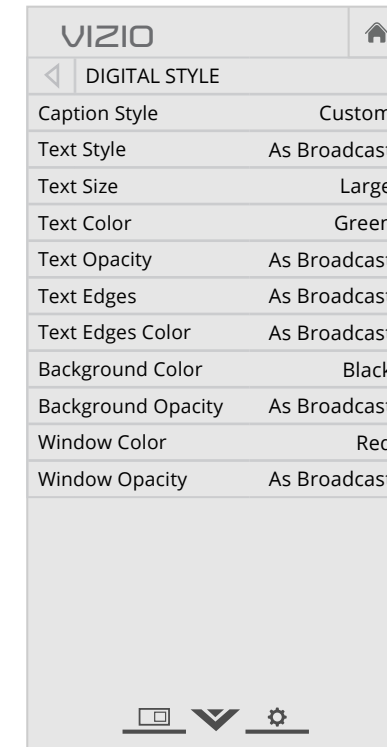 VIZIO
DIGITAL STYLE
Caption Style Custom
Text Style As Broadcast
Text Size Large
Text Color Green
Text Opacity As Broadcast
Text Edges As Broadcast
Text Edges Color As Broadcast
Background Color Black
Background Opacity As Broadcast
Window Color Red
Window Opacity As Broadcast